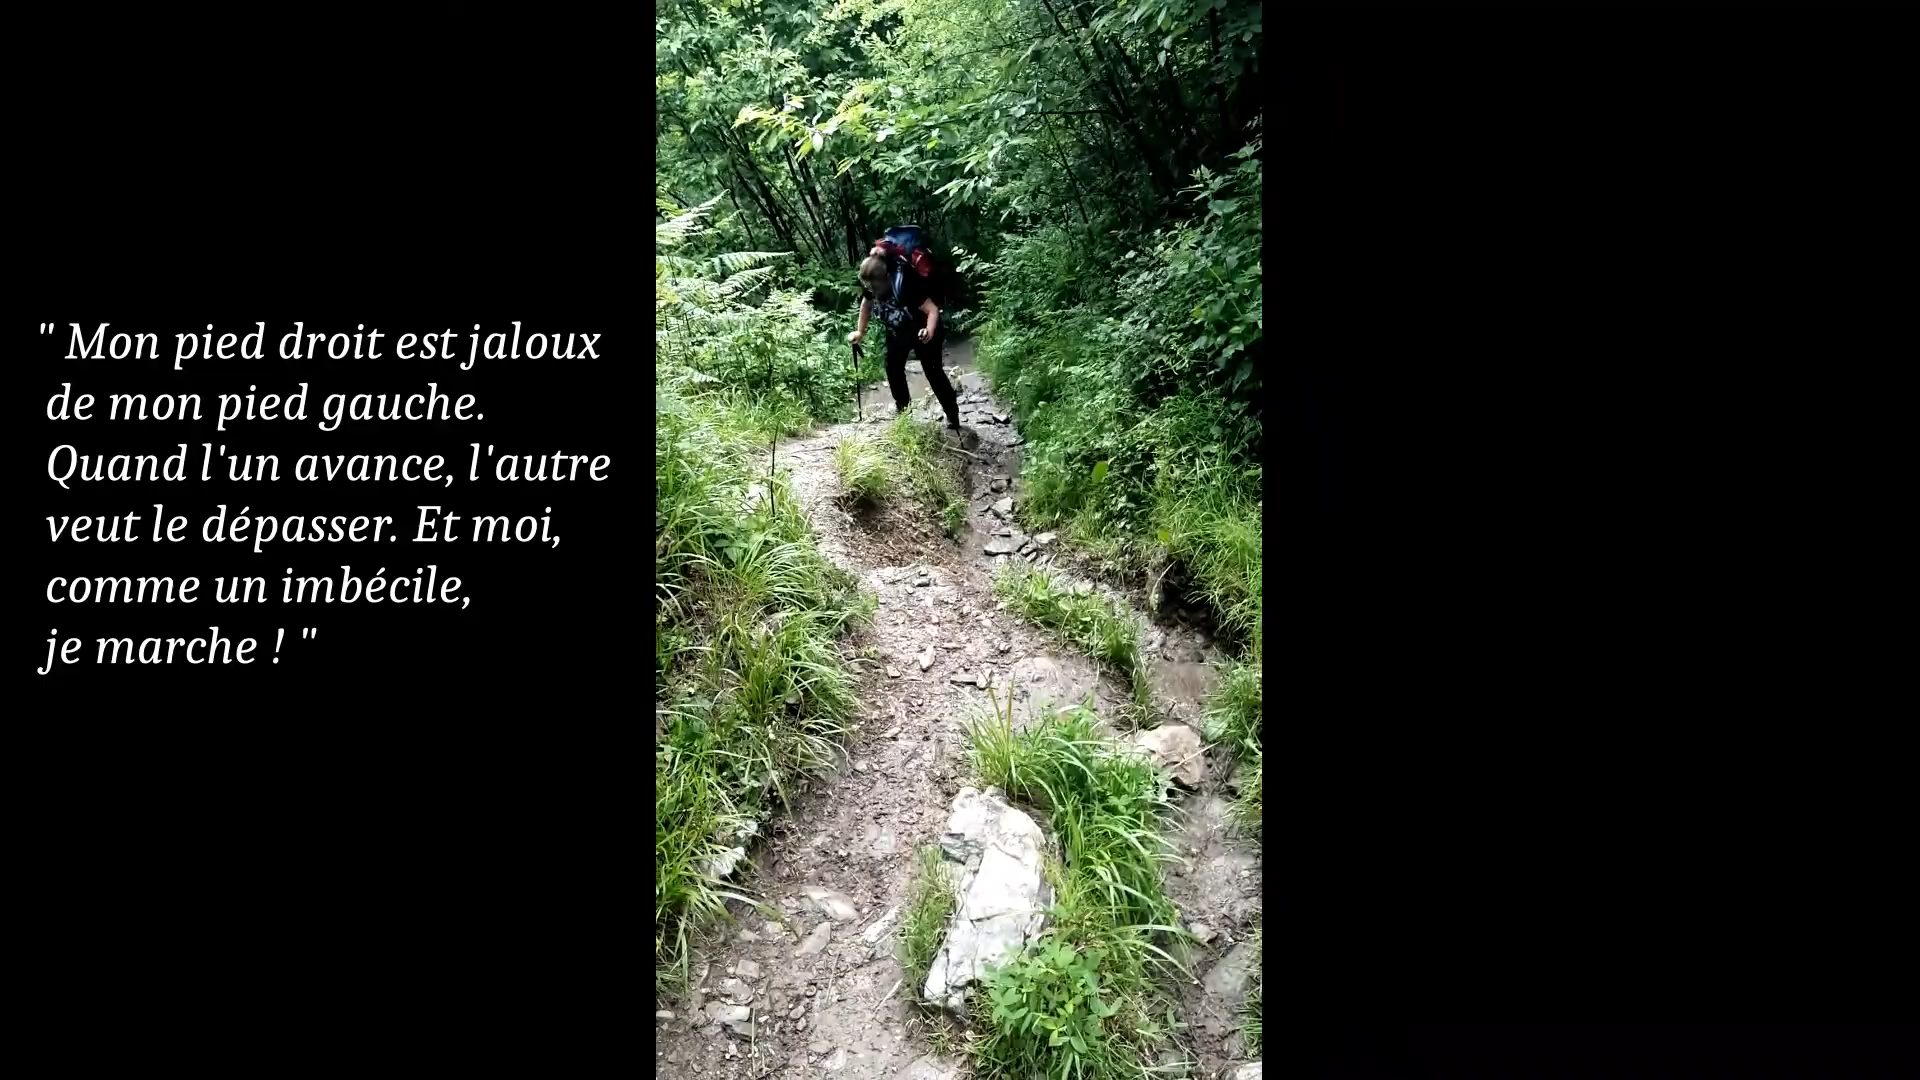 " Mon pied droit est jaloux
de mon pied gauche.
Quand l'un avance, l'autre
veut le dépasser. Et moi,
comme un imbécile,
je marche ! "